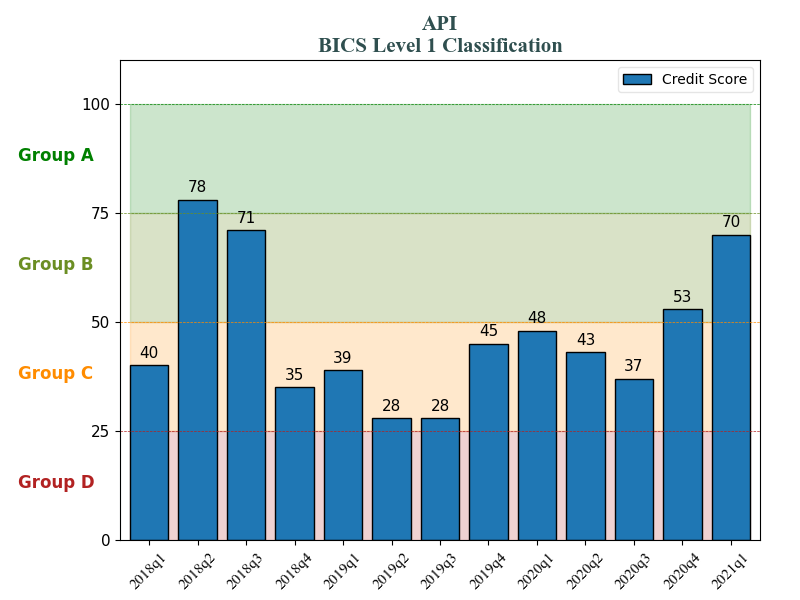 API
BICS Level 1 Classification
Credit Score
100
Group A
78
75
71
70
Group B
53
50
48
45
43
40
39
37
35
Group C
28
28
25
Group D
0
2018q1
2018q2
2018q3
2018q4
2019q1
2019q2
2019q3
2019q4
2020q1
2020q2
2020q3
2020q4
2021q1